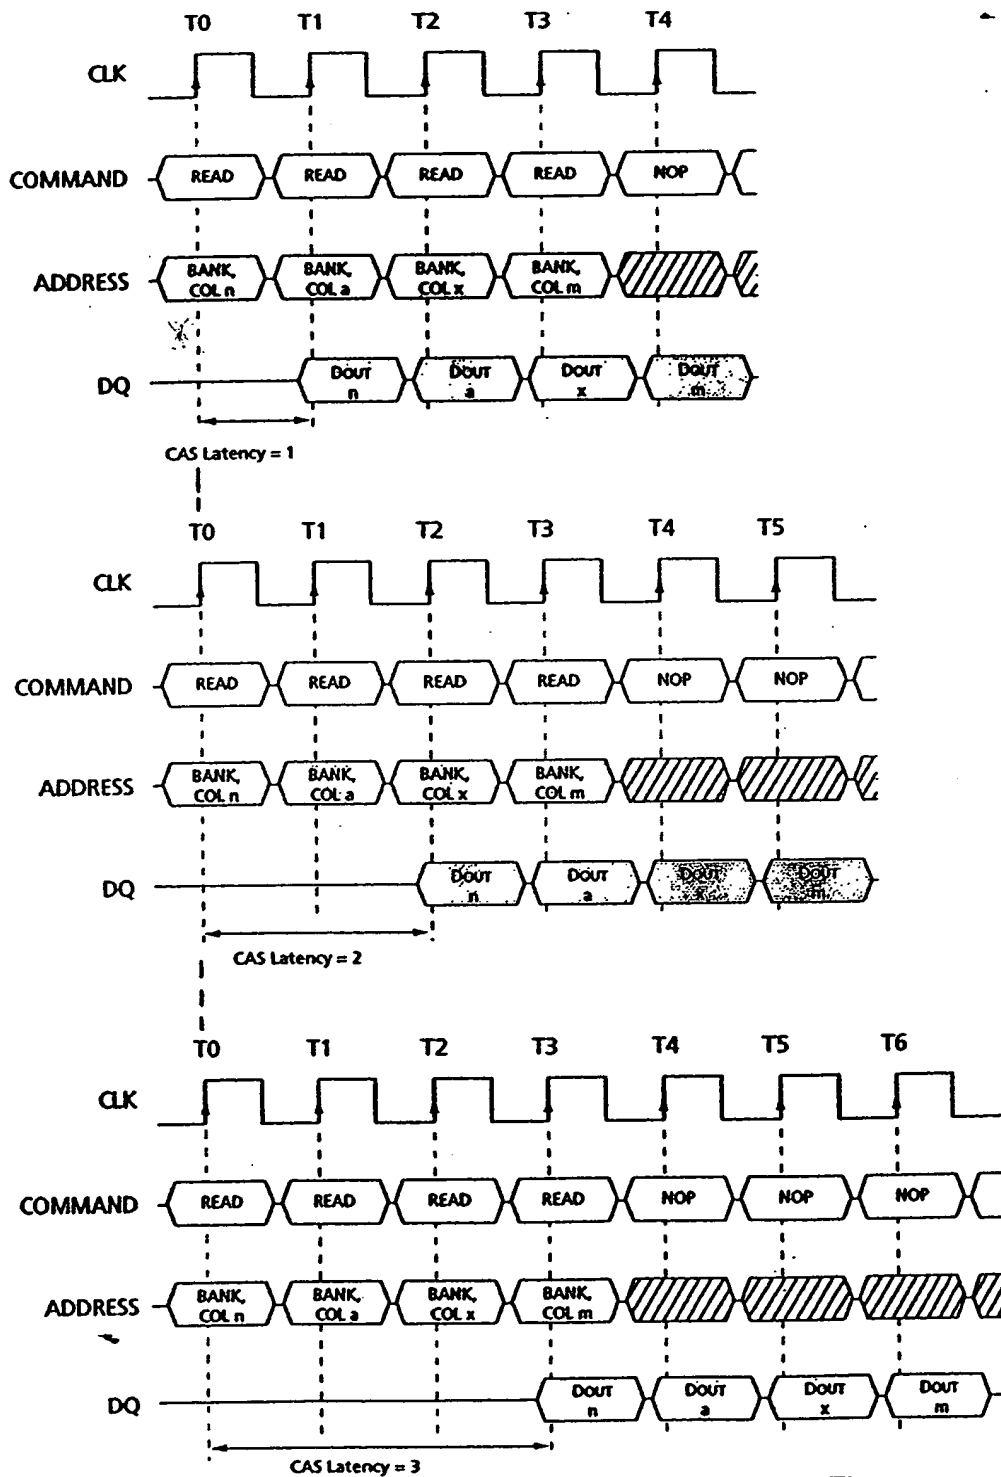 T0 T1 T2 T3 T4
CLK
COMMAND READ READ READ READ NOP
ADDRESS BANK, COL n BANK, COL a BANK, COL x BANK, COL m
DQ DOUT n DOUT a DOUT x DOUT m
CAS Latency = 1
T0 T1 T2 T3 T4 T5
CLK
COMMAND READ READ READ READ NOP NOP
ADDRESS BANK, COL n BANK, COL a BANK, COL x BANK, COL m
DQ DOUT n DOUT a DOUT x DOUT m
CAS Latency = 2
T0 T1 T2 T3 T4 T5 T6
CLK
COMMAND READ READ READ READ NOP NOP NOP
ADDRESS BANK, COL n BANK, COL a BANK, COL x BANK, COL m
DQ DOUT n DOUT a DOUT x DOUT m
CAS Latency = 3